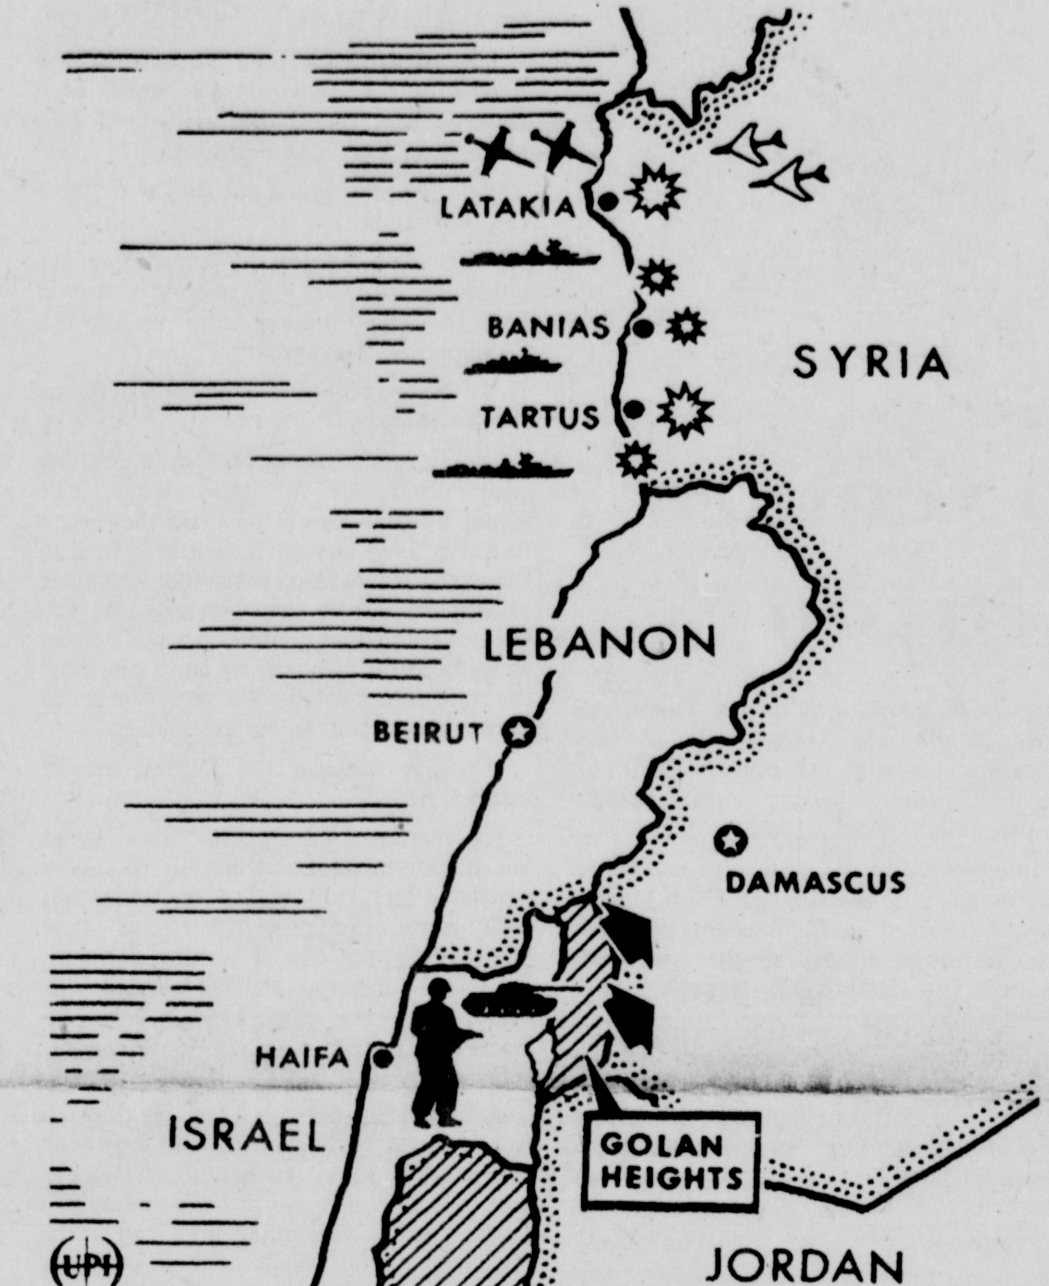 LATAKIA
BANIAS
SYRIA
TARTUS
LEBANON
BEIRUT
DAMASCUS
HAIFA
ISRAEL
GOLAN
HEIGHTS
UPI
JORDAN